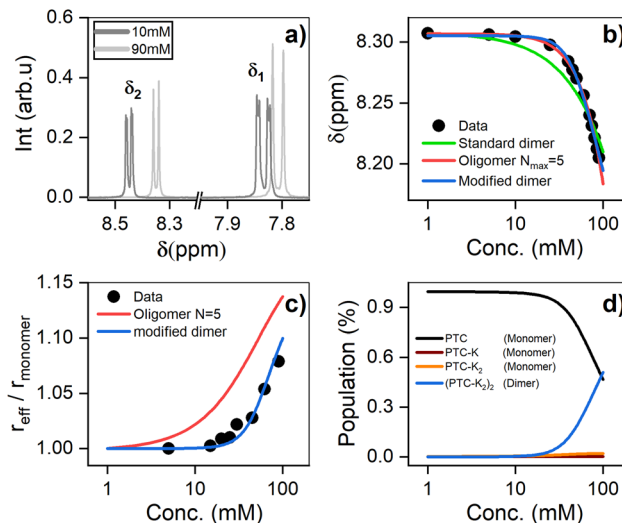 10mM
90mM
a)
δ2
δ1
Int (arb.u)
0.6
0.4
0.2
0.0
8.5
8.3
7.9
7.8
δ(ppm)
b)
δ(ppm)
8.30
8.25
8.20
Data
Standard dimer
Oligomer Nmax=5
Modified dimer
1
10
100
Conc. (mM)
c)
reff / rmonomer
1.15
1.10
1.05
1.00
Data
Oligomer N=5
modified dimer
1
10
100
Conc. (mM)
d)
Population (%)
0.9
0.6
0.3
0.0
PTC (Monomer)
PTC-K (Monomer)
PTC-K2 (Monomer)
(PTC-K2)2 (Dimer)
1
10
100
Conc. (mM)